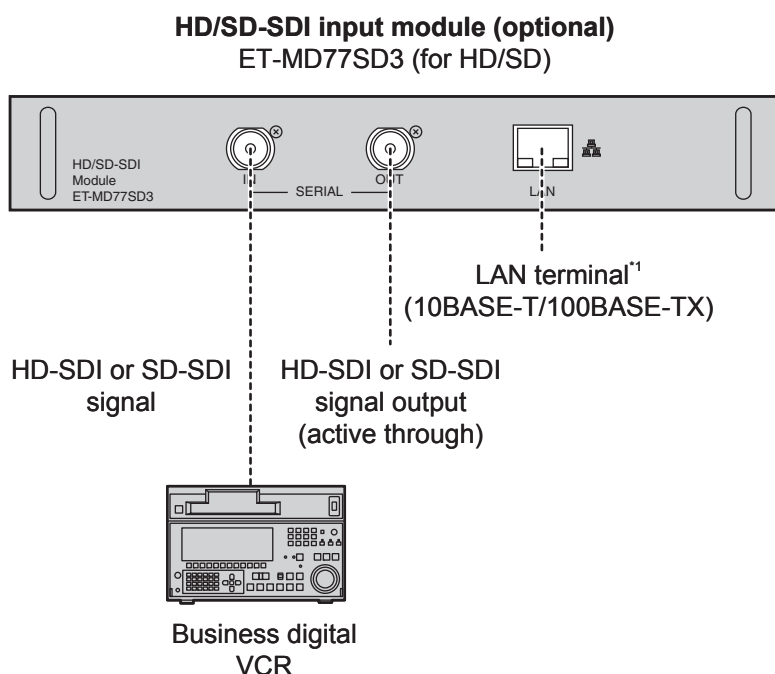 HD/SD-SDI input module (optional)
ET-MD77SD3 (for HD/SD)
HD/SD-SDI
Module
ET-MD77SD3
IN
SERIAL
OUT
LAN
LAN terminal*1
(10BASE-T/100BASE-TX)
HD-SDI or SD-SDI
signal
HD-SDI or SD-SDI
signal output
(active through)
Business digital
VCR